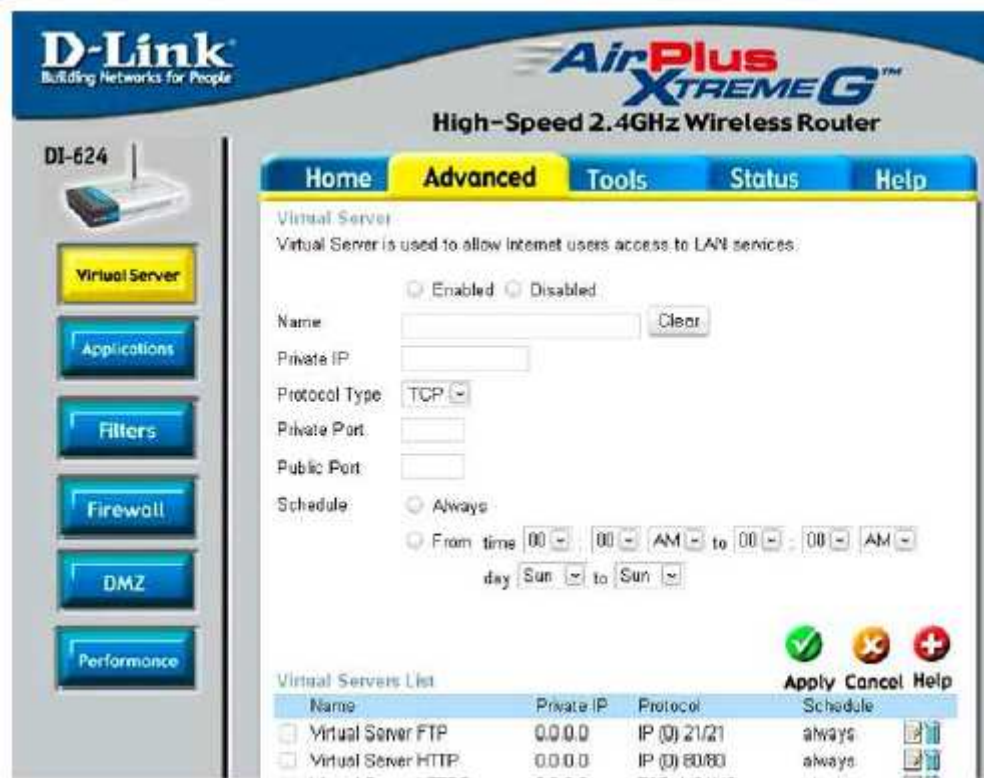 D-Link
Building Networks for People
AirPlus
XTREME G™
High-Speed 2.4GHz Wireless Router
DI-624
Home Advanced Tools Status Help
Virtual Server
Virtual Server is used to allow Internet users access to LAN services.
Virtual Server
Enabled Disabled
Name Clear
Applications
Private IP
Protocol Type TCP
Filters
Private Port
Public Port
Firewall
Schedule Always
From time 00 : 00 AM to 00 : 00 AM
day Sun to Sun
DMZ
Performance
Apply Cancel Help
Virtual Servers List
Name Private IP Protocol Schedule
Virtual Server FTP 0.0.0.0 IP (0) 21/21 always
Virtual Server HTTP 0.0.0.0 IP (0) 80/80 always